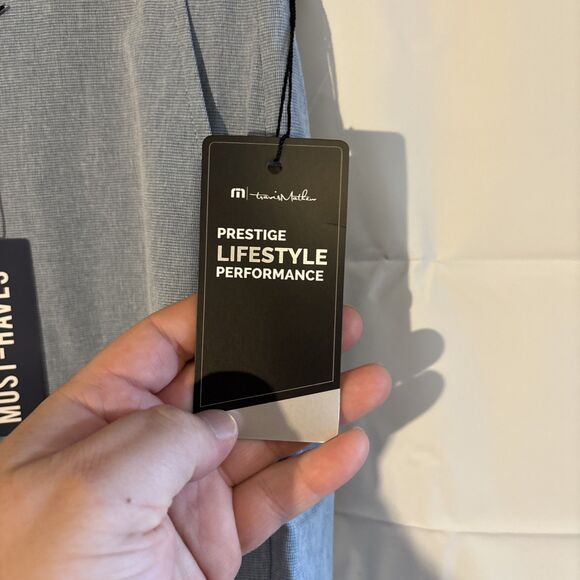 travisMathew
PRESTIGE
LIFESTYLE
PERFORMANCE
MUST-HAVES